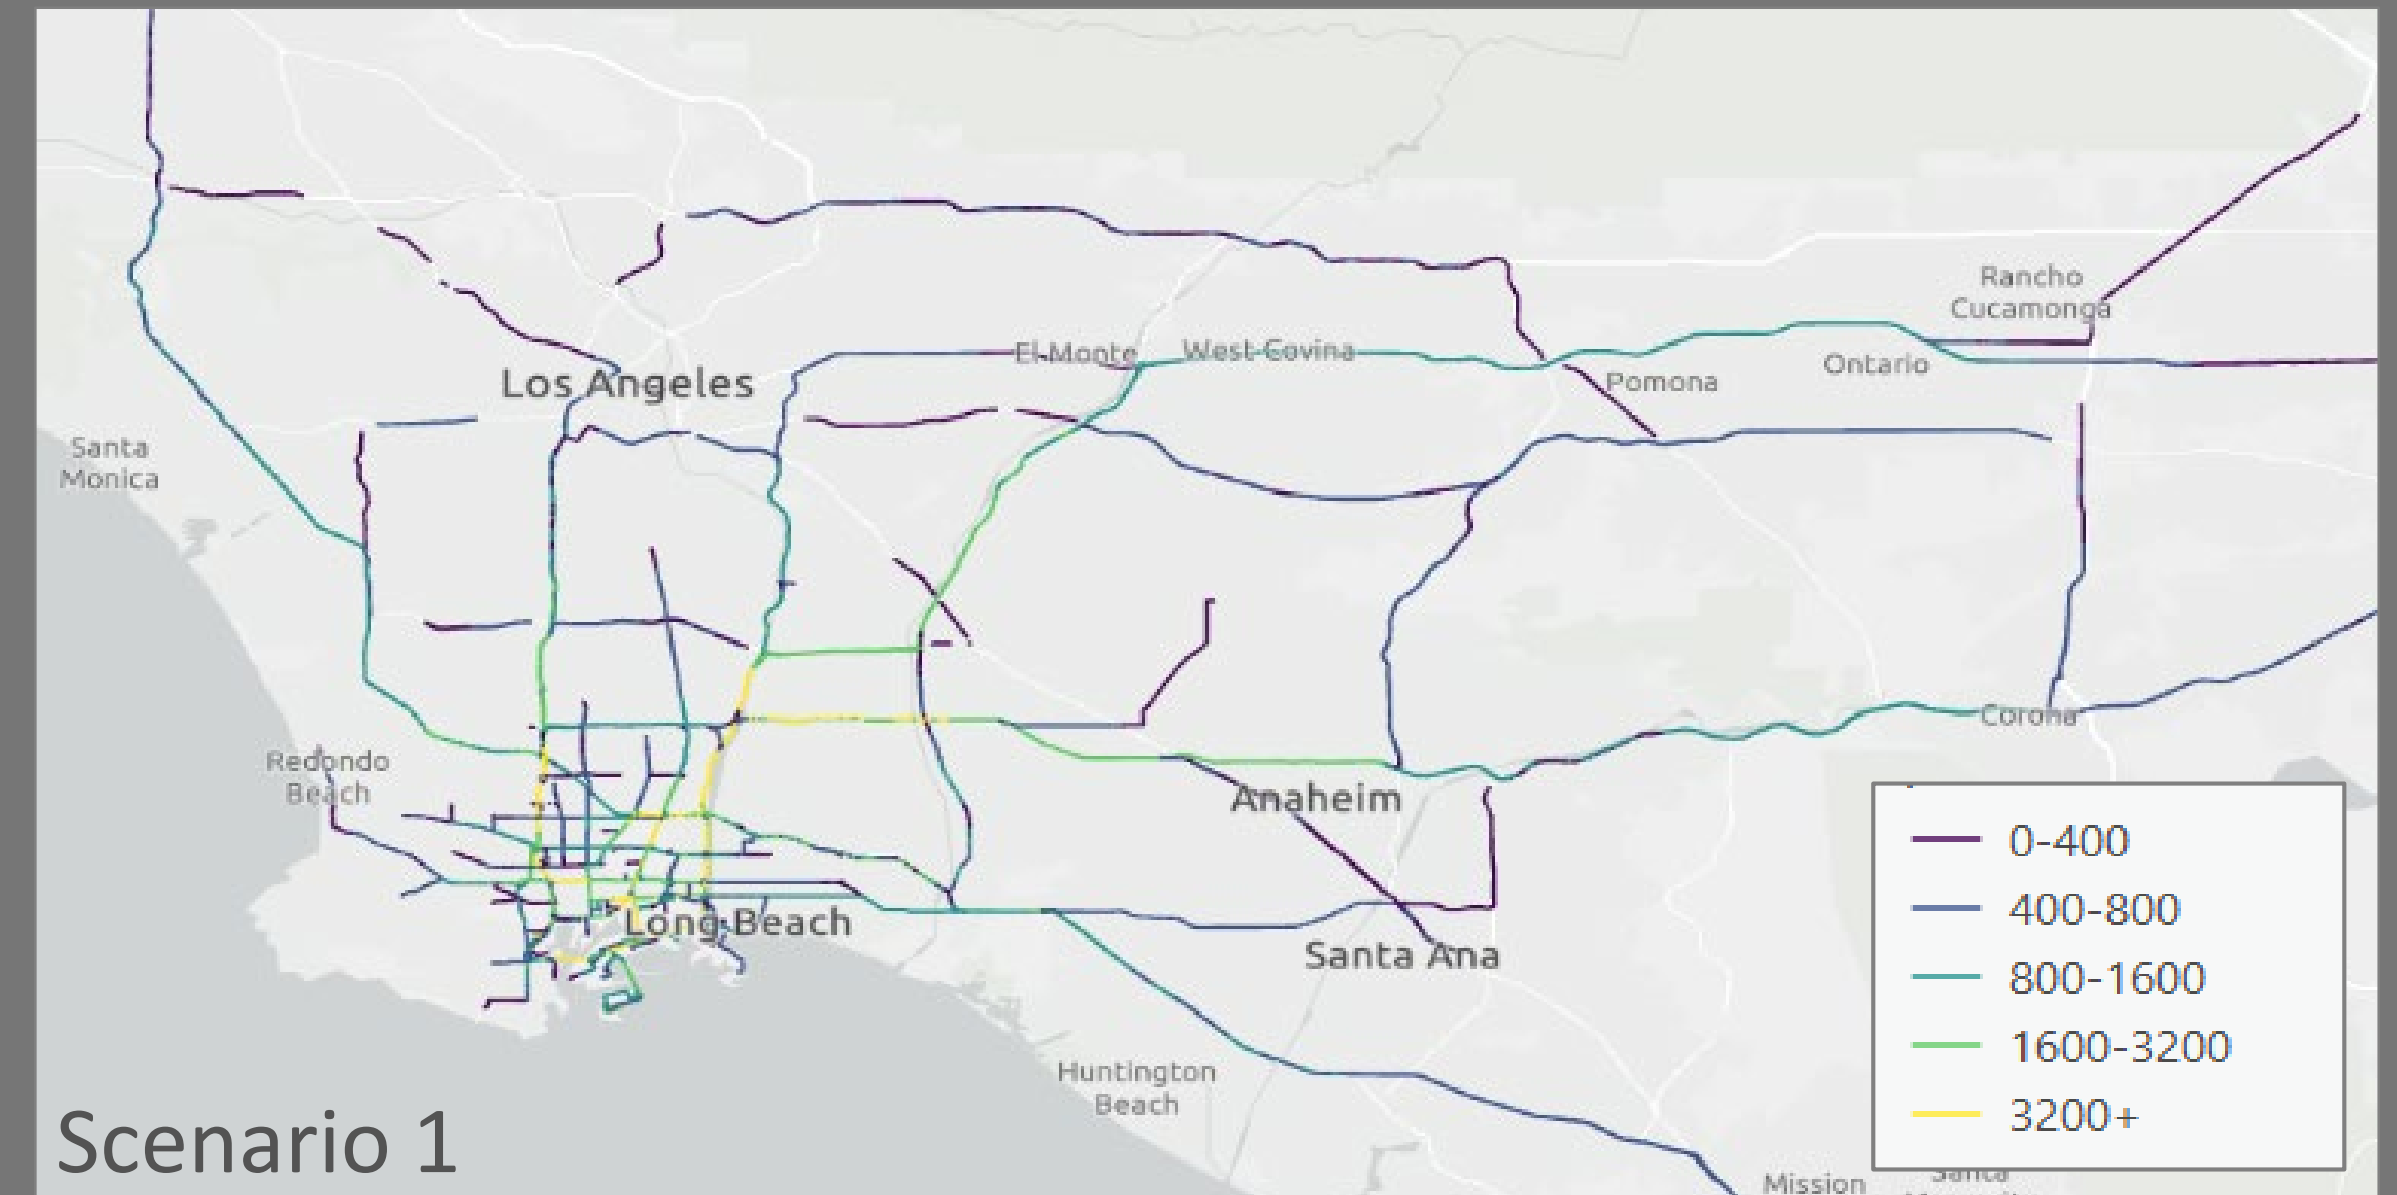 Rancho
Cucamonga
El Monte
West Covina
Los Angeles
Pomona
Ontario
Santa
Monica
Corona
Redondo
Beach
Anaheim
Long Beach
Santa Ana
Huntington
Beach
Mission
Santa
0-400
400-800
800-1600
1600-3200
3200+
Scenario 1